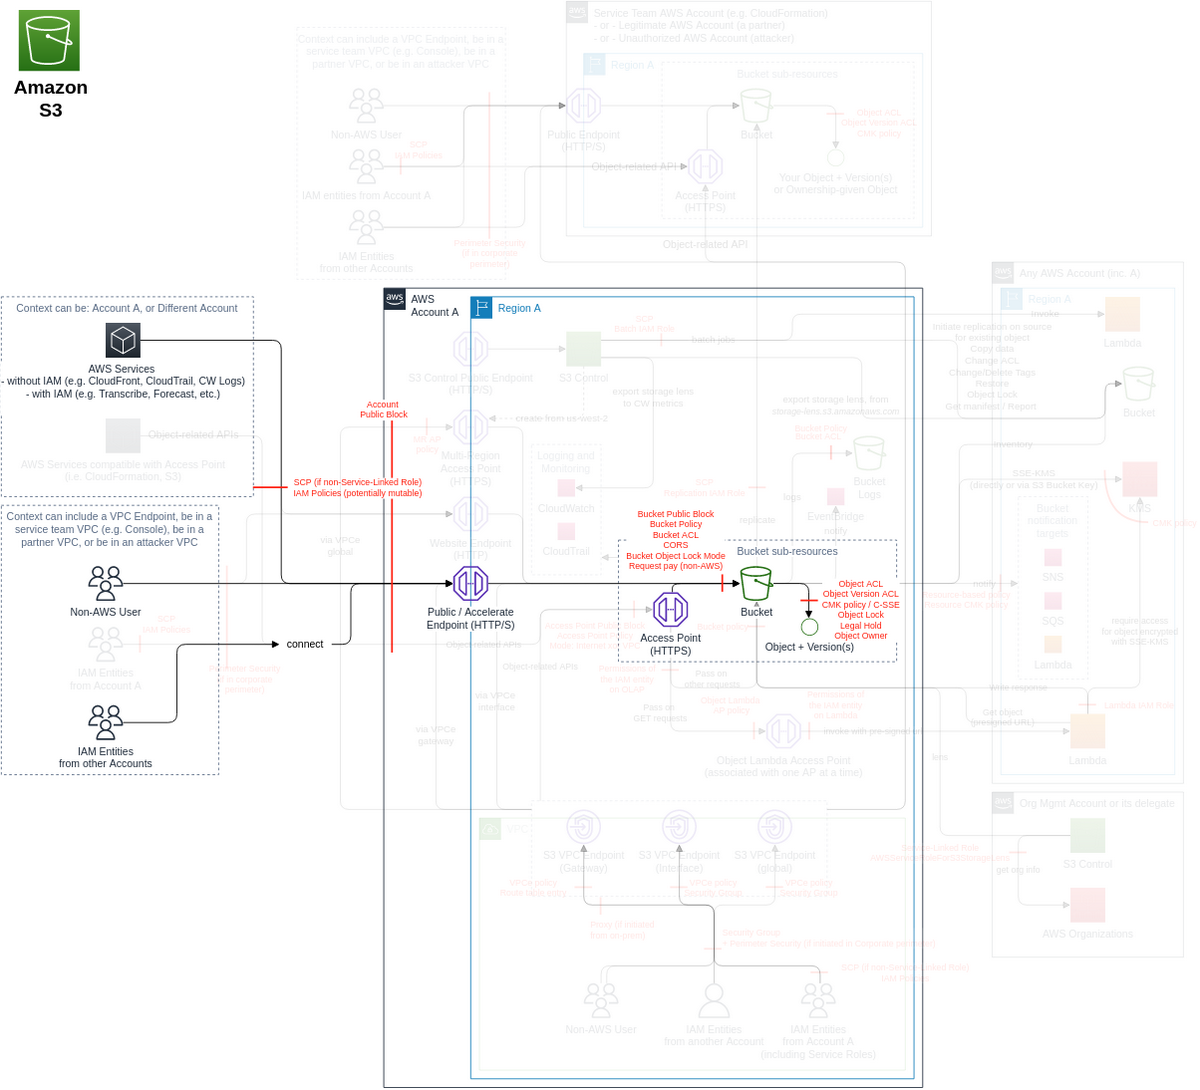 Amazon
S3
Context can include a VPC Endpoint, be in a
service team VPC (e.g. Console), be in a
partner VPC, or be in an attacker VPC
Non-AWS User
SCP
IAM Policies
IAM entities from Account A
IAM Entities
from other Accounts
Perimeter Security
(if in corporate
perimeter)
Service Team AWS Account (e.g. CloudFormation)
- or - Legitimate AWS Account (a partner)
- or - Unauthorized AWS Account (attacker)
Region A
Bucket sub-resources
Public Endpoint
(HTTP/S)
Bucket
Object ACL
Object Version ACL
CMK policy
Object-related API
Access Point
(HTTPS)
Your Object + Version(s)
or Ownership-given Object
Object-related API
Context can be: Account A, or Different Account
AWS Services
- without IAM (e.g. CloudFront, CloudTrail, CW Logs)
- with IAM (e.g. Transcribe, Forecast, etc.)
Object-related APIs
AWS Services compatible with Access Point
(i.e. CloudFormation, S3)
SCP (if non-Service-Linked Role)
IAM Policies (potentially mutable)
Account
Public Block
Context can include a VPC Endpoint, be in a
service team VPC (e.g. Console), be in a
partner VPC, or be in an attacker VPC
Non-AWS User
SCP
IAM Policies
IAM Entities
from Account A
Perimeter Security
(if in corporate
perimeter)
connect
IAM Entities
from other Accounts
aws
AWS
Account A
Region A
S3 Control Public Endpoint
(HTTP/S)
SCP
Batch IAM Role
batch jobs
S3 Control
export storage lens
to CW metrics
export storage lens, from
storage-lens.s3.amazonaws.com
create from us-west-2
MR AP
policy
Multi-Region
Access Point
(HTTPS)
Logging and
Monitoring
CloudWatch
CloudTrail
Bucket Policy
Bucket ACL
Bucket
Logs
SCP
Replication IAM Role
logs
Eventbridge
notify
replicate
via VPCe
global
Website Endpoint
(HTTP)
Bucket Public Block
Bucket Policy
Bucket ACL
CORS
Bucket Object Lock Mode
Request pay (non-AWS)
Bucket sub-resources
Public / Accelerate
Endpoint (HTTP/S)
Bucket
Object ACL
Object Version ACL
CMK policy / C-SSE
Object Lock
Legal Hold
Object Owner
Access Point
(HTTPS)
Object + Version(s)
Access Point Public Block
Access Point Policy
Bucket policy
Object-related APIs
Object-related APIs
Permissions of
the IAM entity
on OLAP
Pass on
other requests
Pass on
GET requests
Object Lambda
AP policy
Permissions of
the IAM entity
on Lambda
via VPCe
interface
via VPCe
gateway
Object Lambda Access Point
(associated with one AP at a time)
VPC
S3 VPC Endpoint
(Gateway)
S3 VPC Endpoint
(Interface)
S3 VPC Endpoint
(global)
VPCe policy
Route table entry
VPCe policy
Security Group
VPCe policy
Security Group
Proxy (if initiated
from on-prem)
Security Group
+ Perimeter Security (if initiated in Corporate perimeter)
SCP (if non-Service-Linked Role)
IAM Policies
Non-AWS User
IAM Entities
from another Account
IAM Entities
from Account A
(including Service Roles)
aws
Any AWS Account (inc. A)
Region A
invoke
Lambda
Initiate replication on source
for existing object
Copy data
Change ACL
Change/Delete Tags
Restore
Object Lock
Get manifest / Report
Bucket
inventory
SSE-KMS
(directly or via S3 Bucket Key)
KMS
CMK policy
Bucket
notification
targets
SNS
SQS
Lambda
notify
Resource-based policy
Resource CMK policy
require access
for object encrypted
with SSE-KMS
Write response
Get object
(presigned URL)
Lambda IAM Role
Lambda
lens
aws
Org Mgmt Account or its delegate
S3 Control
Service-Linked Role
get org info
AWS Organizations